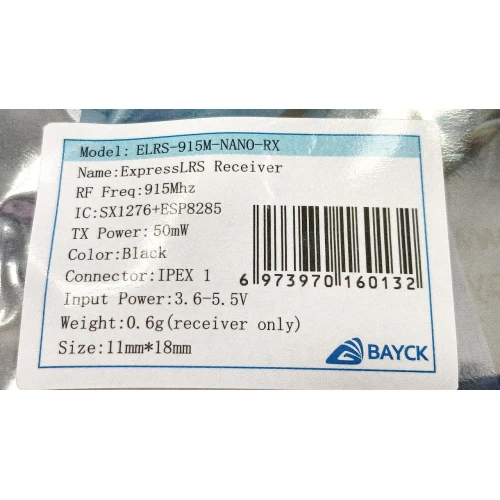 Model: ELRS-915M-NANO-RX
Name:ExpressLRS Receiver
RF Freq:915Mhz
IC:SX1276+ESP8285
TX Power: 50mW
Color:Black
Connector:IPEX 1
Input Power:3.6-5.5V
Weight:0.6g(receiver only)
Size:11mm*18mm
6 973970 160132
BAYCK